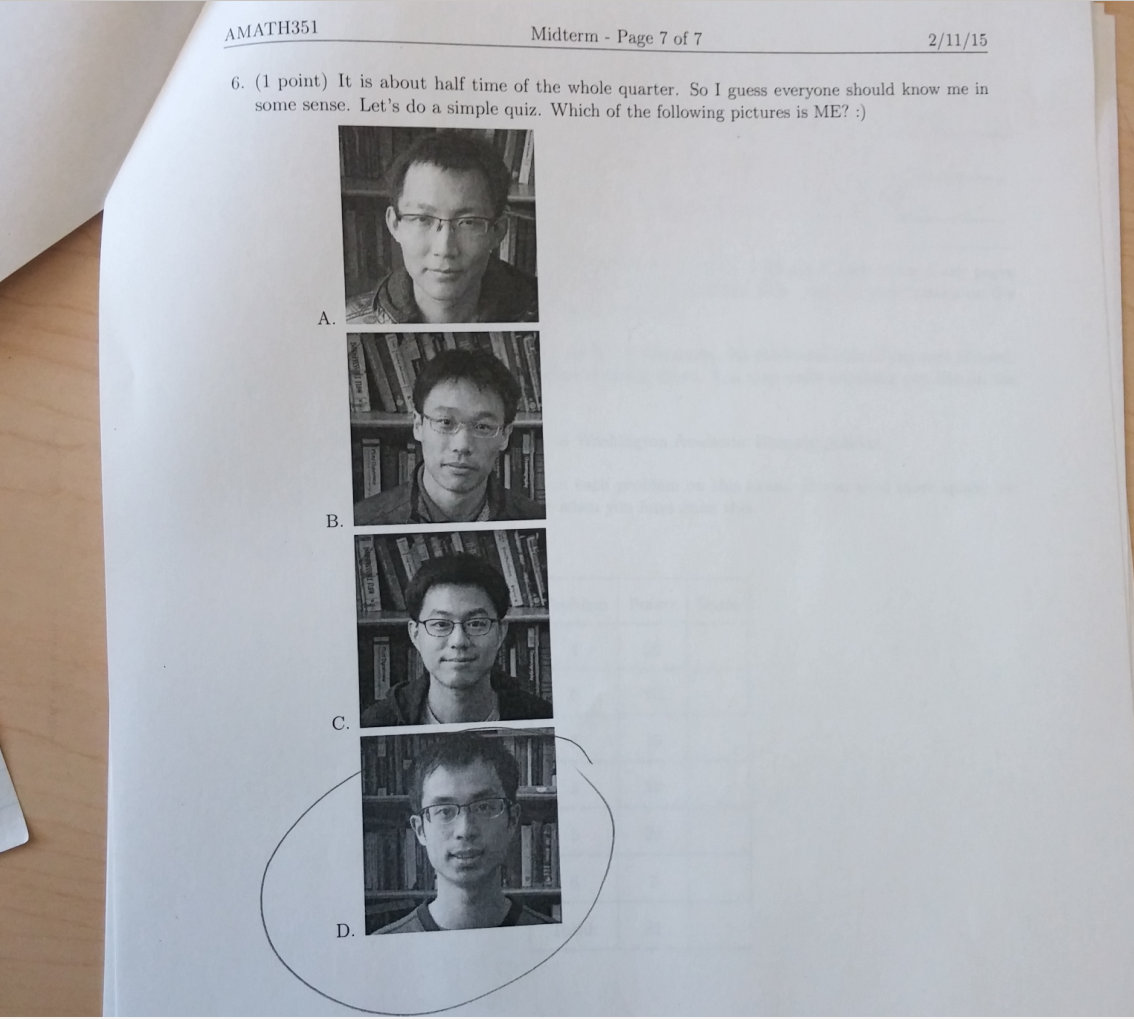 AMATH351 Midterm - Page 7 of 7 2/11/15
6. (1 point) It is about half time of the whole quarter. So I guess everyone should know me in
some sense. Let's do a simple quiz. Which of the following pictures is ME? :)
A.
B.
C.
D.